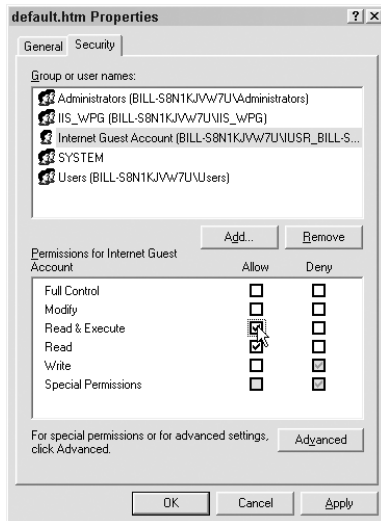 default.htm Properties
General Security
Group or user names:
Administrators (BILL-S8N1KJVW7U\Administrators)
IIS_WPG (BILL-S8N1KJVW7U\IIS_WPG)
Internet Guest Account (BILL-S8N1KJVW7U\IUSR_BILL-S...
SYSTEM
Users (BILL-S8N1KJVW7U\Users)
Add... Remove
Permissions for Internet Guest
Account Allow Deny
Full Control
Modify
Read & Execute
Read
Write
Special Permissions
For special permissions or for advanced settings,
click Advanced.
Advanced
OK Cancel Apply